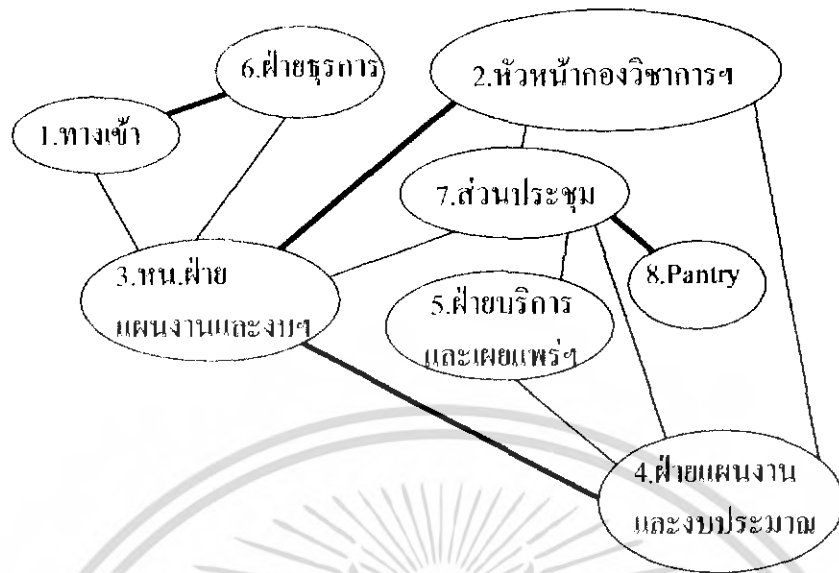 6.ฝ่ายธุรการ
2.หัวหน้ากองวิชาการฯ
1.ทางเข้า
7.ส่วนประชุม
3.หน.ฝ่าย
แผนงานและงบฯ
8.Pantry
5.ฝ่ายบริการ
และเผยแพร่ฯ
4.ฝ่ายแผนงาน
และงบประมาณ